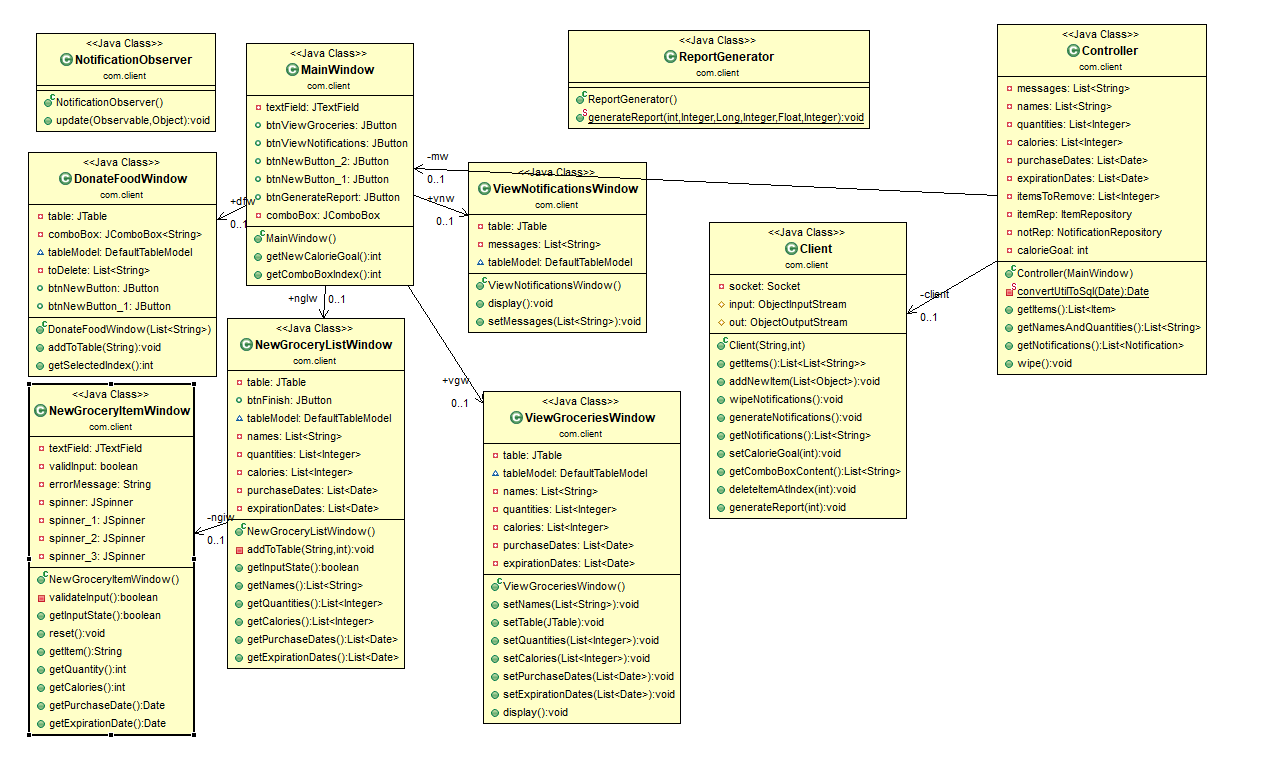 <<Java Class>>
NotificationObserver
com.client
NotificationObserver()
update(Observable,Object):void
<<Java Class>>
MainWindow
com.client
textField: JTextField
btnViewGroceries: JButton
btnViewNotifications: JButton
btnNewButton_2: JButton
btnNewButton_1: JButton
btnGenerateReport: JButton
comboBox: JComboBox
MainWindow()
getNewCalorieGoal():int
getComboBoxIndex():int
<<Java Class>>
ReportGenerator
com.client
ReportGenerator()
generateReport(int,Integer,Long,Integer,Float,Integer):void
<<Java Class>>
Controller
com.client
messages: List<String>
names: List<String>
quantities: List<Integer>
calories: List<Integer>
purchaseDates: List<Date>
expirationDates: List<Date>
itemsToRemove: List<Integer>
itemRep: ItemRepository
notRep: NotificationRepository
calorieGoal: int
Controller(MainWindow)
convertUtilToSql(Date):Date
getItems():List<Item>
getNamesAndQuantities():List<String>
getNotifications():List<Notification>
wipe():void
<<Java Class>>
DonateFoodWindow
com.client
table: JTable
comboBox: JComboBox<String>
tableModel: DefaultTableModel
toDelete: List<String>
btnNewButton: JButton
btnNewButton_1: JButton
DonateFoodWindow(List<String>)
addToTable(String):void
getSelectedIndex():int
+dfw
0..1
-mw
0..1
+vnw
0..1
<<Java Class>>
ViewNotificationsWindow
com.client
table: JTable
messages: List<String>
tableModel: DefaultTableModel
ViewNotificationsWindow()
display():void
setMessages(List<String>):void
<<Java Class>>
Client
com.client
socket: Socket
input: ObjectInputStream
out: ObjectOutputStream
Client(String,int)
getItems():List<List<String>>
addNewItem(List<Object>):void
wipeNotifications():void
generateNotifications():void
getNotifications():List<String>
setCalorieGoal(int):void
getComboBoxContent():List<String>
deleteItemAtIndex(int):void
generateReport(int):void
-client
0..1
+nglw
0..1
<<Java Class>>
NewGroceryListWindow
com.client
table: JTable
btnFinish: JButton
tableModel: DefaultTableModel
names: List<String>
quantities: List<Integer>
calories: List<Integer>
purchaseDates: List<Date>
expirationDates: List<Date>
NewGroceryListWindow()
addToTable(String,int):void
getInputState():boolean
getNames():List<String>
getQuantities():List<Integer>
getCalories():List<Integer>
getPurchaseDates():List<Date>
getExpirationDates():List<Date>
<<Java Class>>
NewGroceryItemWindow
com.client
textField: JTextField
validInput: boolean
errorMessage: String
spinner: JSpinner
spinner_1: JSpinner
spinner_2: JSpinner
spinner_3: JSpinner
NewGroceryItemWindow()
validateInput():boolean
getInputState():boolean
reset():void
getItem():String
getQuantity():int
getCalories():int
getPurchaseDate():Date
getExpirationDate():Date
-ngiw
0..1
+vgw
0..1
<<Java Class>>
ViewGroceriesWindow
com.client
table: JTable
tableModel: DefaultTableModel
names: List<String>
quantities: List<Integer>
calories: List<Integer>
purchaseDates: List<Date>
expirationDates: List<Date>
ViewGroceriesWindow()
setNames(List<String>):void
setTable(JTable):void
setQuantities(List<Integer>):void
setCalories(List<Integer>):void
setPurchaseDates(List<Date>):void
setExpirationDates(List<Date>):void
display():void